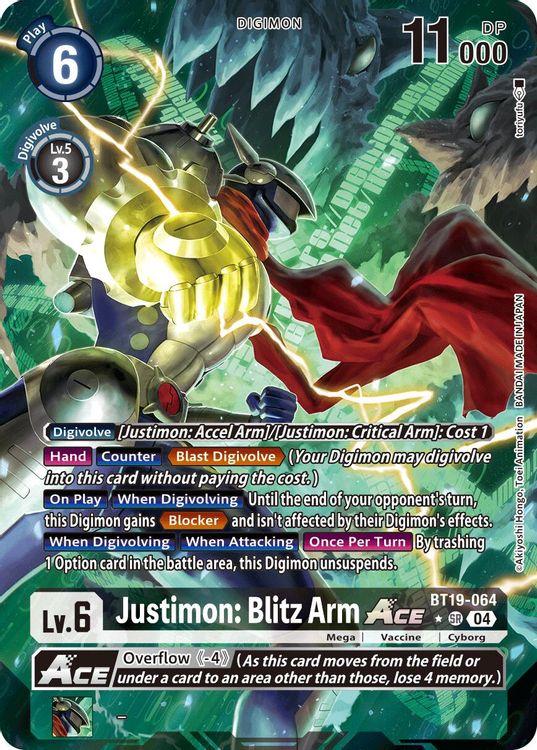 DIGIMON
Play
6
11000
DP
Digivolve
Lv.5
3
toriyufu
Digivolve [Justimon: Accel Arm]/[Justimon: Critical Arm]: Cost 1
Hand Counter Blast Digivolve (Your Digimon may digivolve
into this card without paying the cost.)
On Play When Digivolving Until the end of your opponent's turn,
this Digimon gains Blocker and isn't affected by their Digimon's effects.
When Digivolving When Attacking Once Per Turn By trashing
1 Option card in the battle area, this Digimon unsuspends.
©Akiyoshi Hongo, Toei Animation BANDAI MADE IN JAPAN
Lv.6 Justimon: Blitz Arm ACE
BT19-064
SR 04
Mega Vaccine Cyborg
ACE Overflow《-4》(As this card moves from the field or
under a card to an area other than those, lose 4 memory.)
-